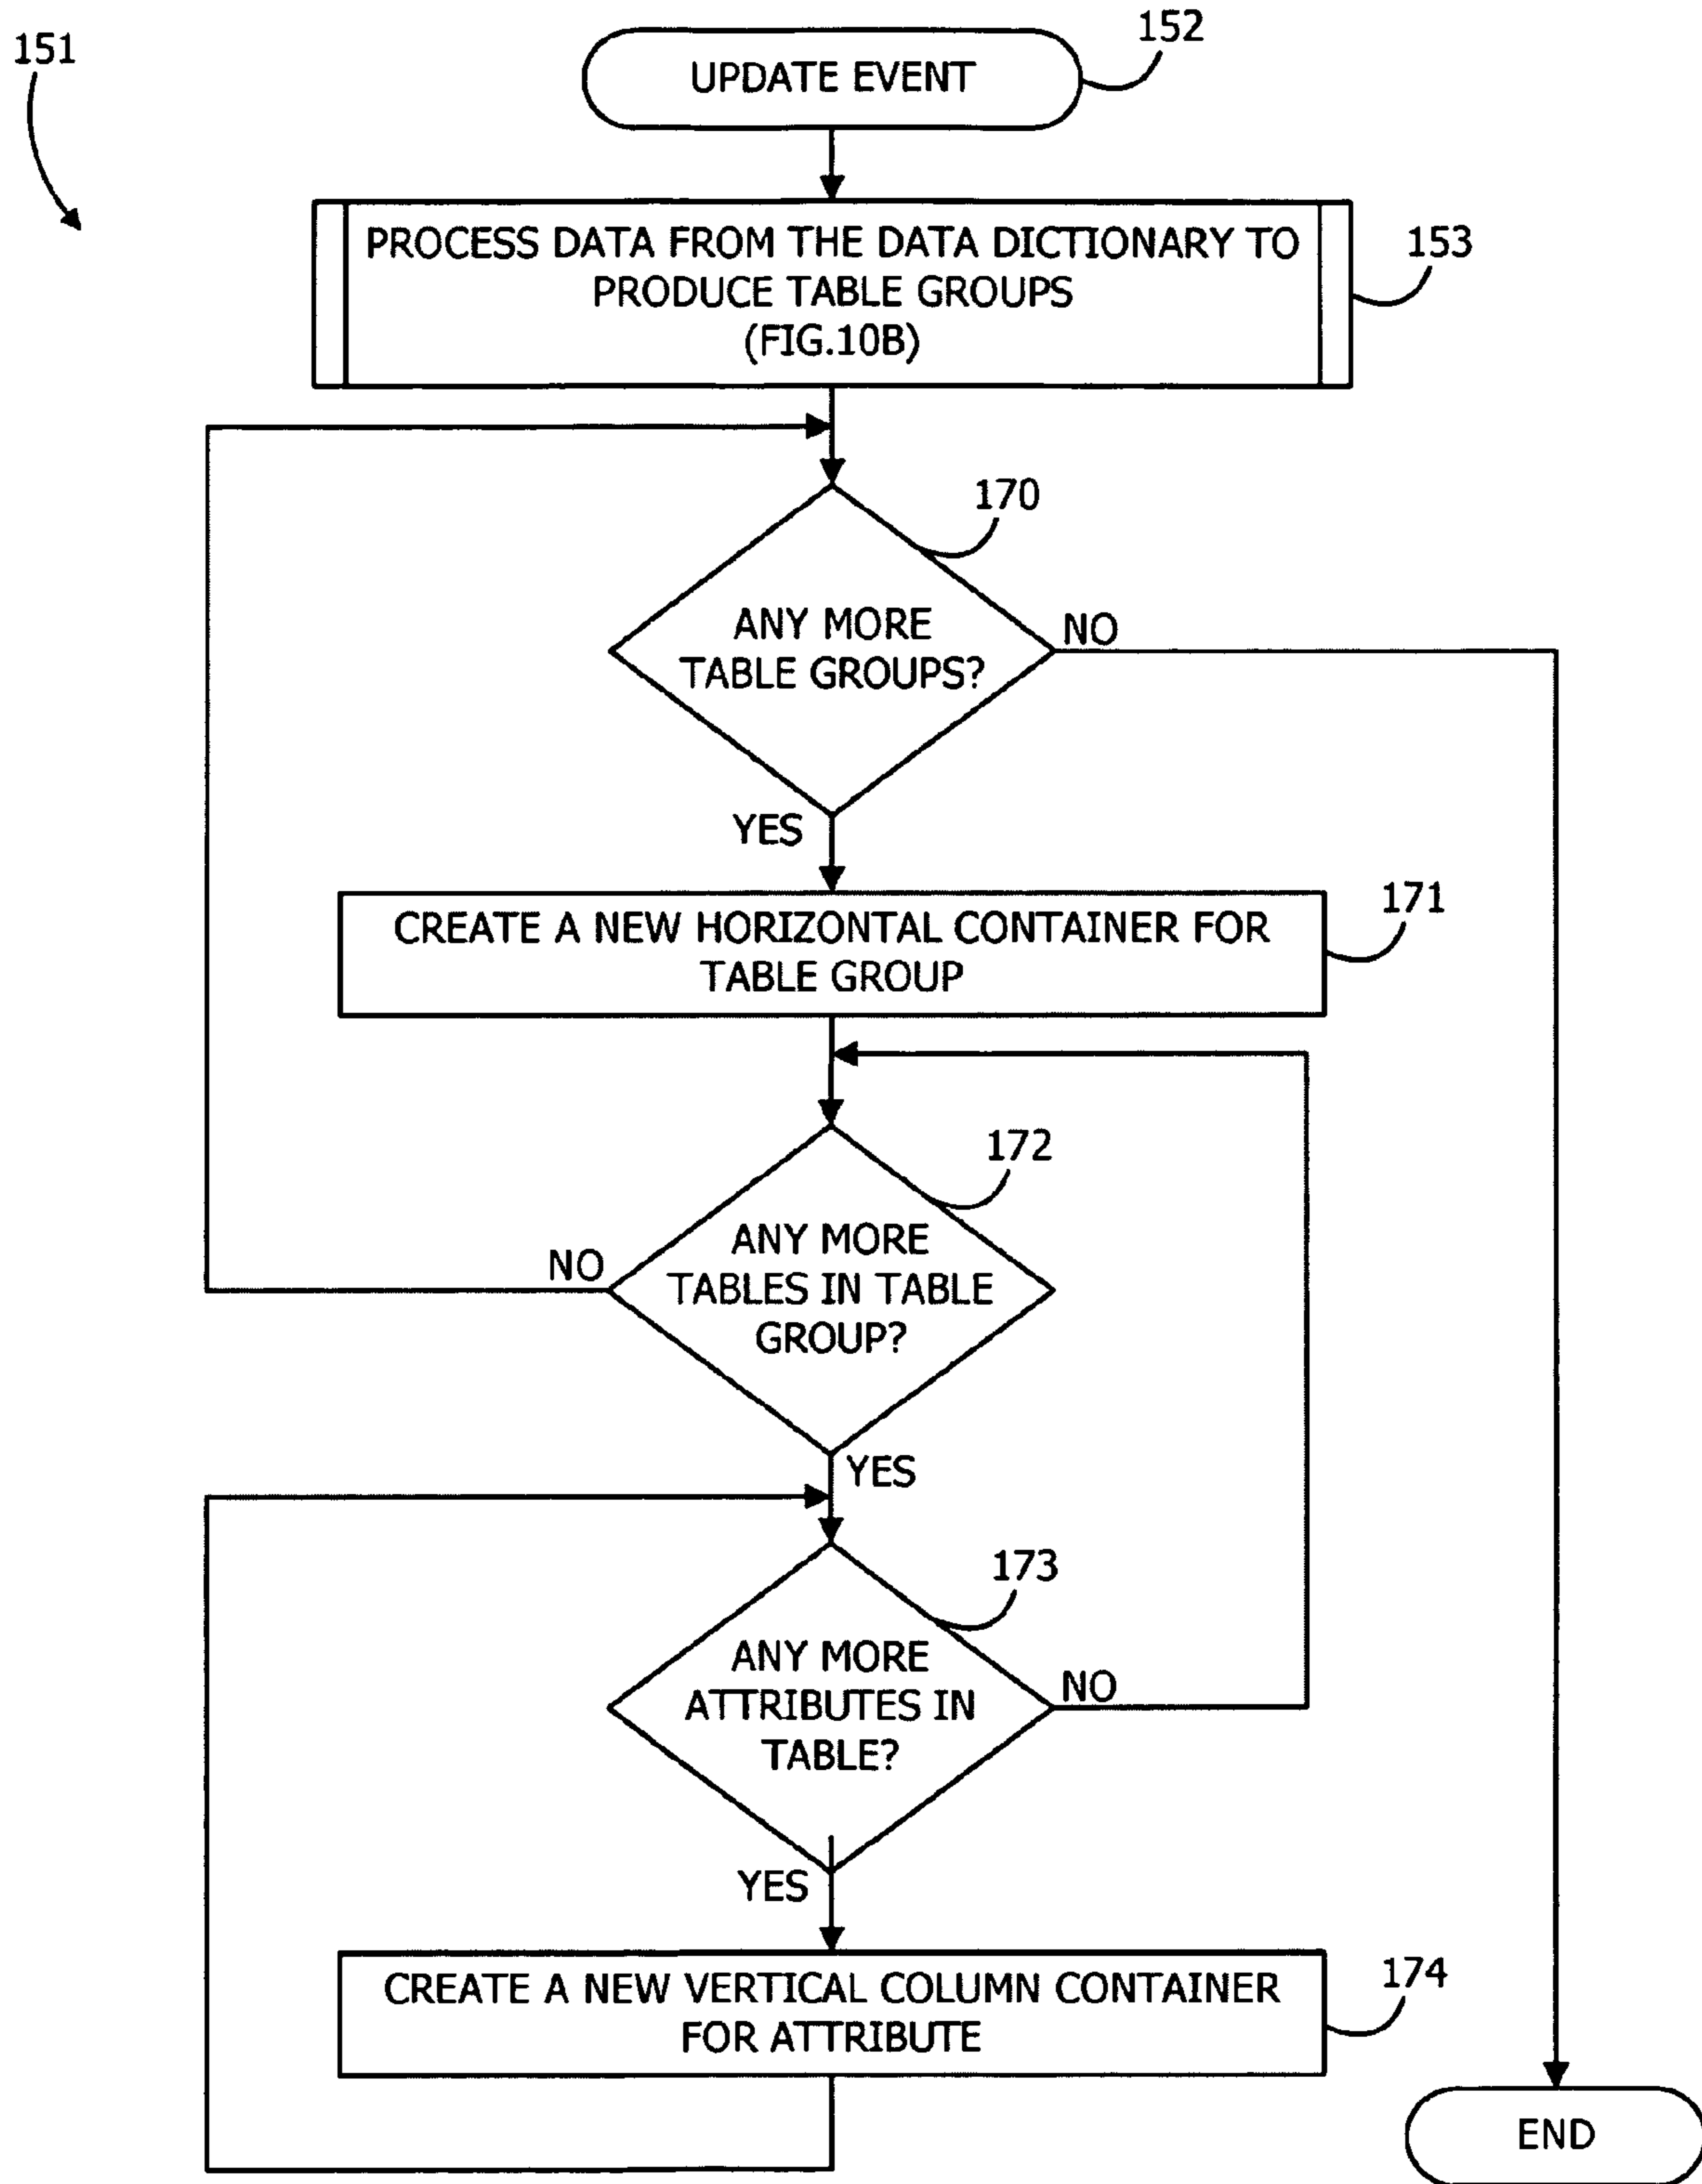 151
UPDATE EVENT
152
PROCESS DATA FROM THE DATA DICTIONARY TO
PRODUCE TABLE GROUPS
(FIG.10B)
153
170
ANY MORE
TABLE GROUPS?
NO
YES
CREATE A NEW HORIZONTAL CONTAINER FOR
TABLE GROUP
171
172
ANY MORE
TABLES IN TABLE
GROUP?
NO
YES
173
ANY MORE
ATTRIBUTES IN
TABLE?
NO
YES
CREATE A NEW VERTICAL COLUMN CONTAINER
FOR ATTRIBUTE
174
END